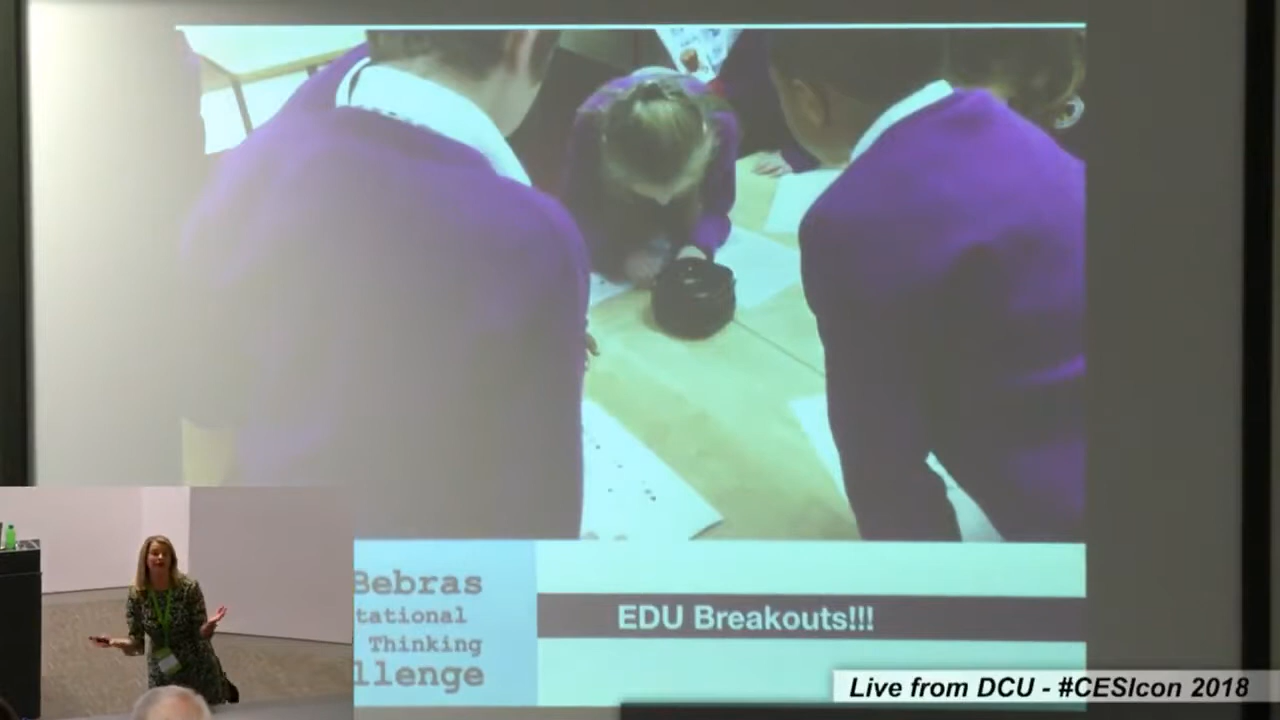 Bebras
tational
Thinking
llenge
EDU Breakouts!!!
Live from DCU - #CESIcon 2018